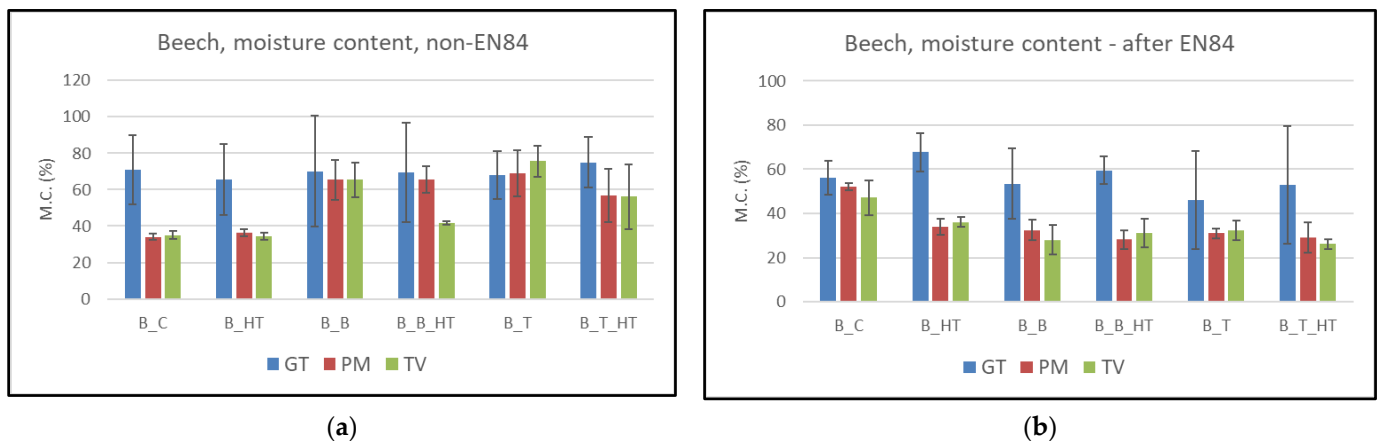 Beech, moisture content, non-EN84
M.C. (%)
120
100
80
60
40
20
0
B_C B_HT B_B B_B_HT B_T B_T_HT
GT PM TV
(a)
Beech, moisture content - after EN84
M.C. (%)
100
80
60
40
20
0
B_C B_HT B_B B_B_HT B_T B_T_HT
GT PM TV
(b)